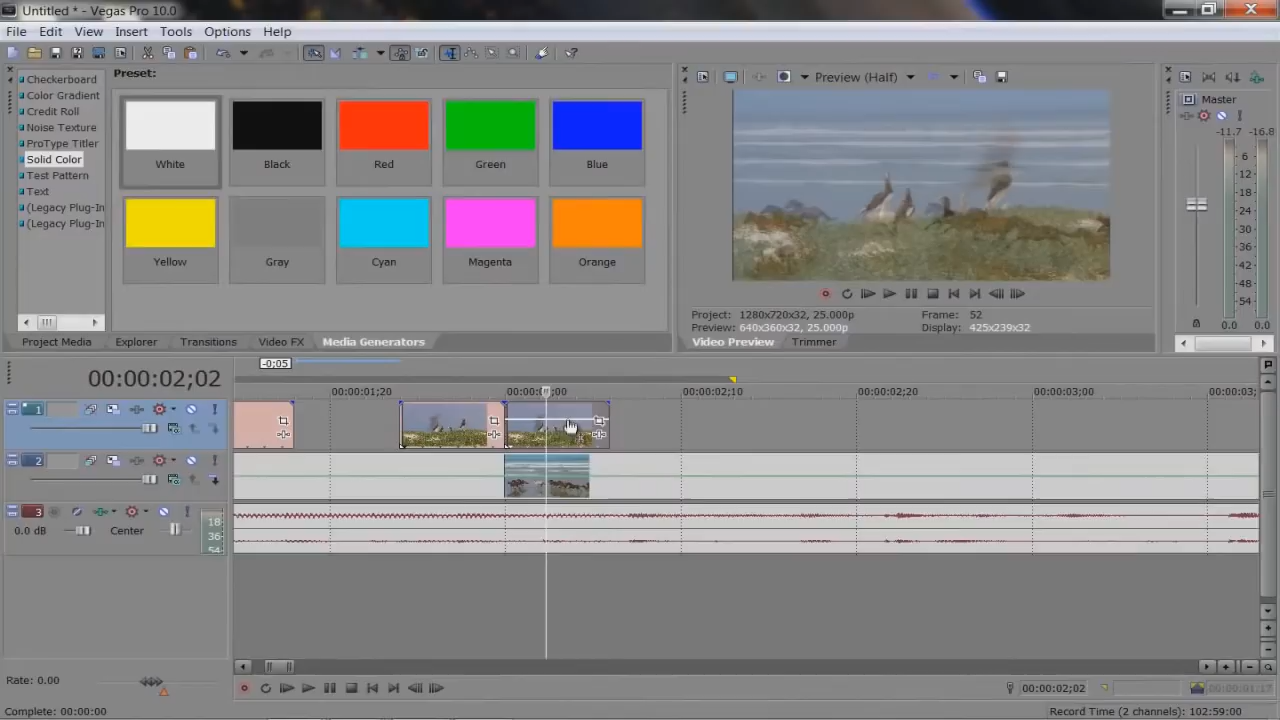 Untitled * - Vegas Pro 10.0
File Edit View Insert Tools Options Help
Checkerboard
Color Gradient
Credit Roll
Noise Texture
ProType Titler
Solid Color
Test Pattern
Text
(Legacy Plug-In
(Legacy Plug-In
Preset:
White Black Red Green Blue
Yellow Gray Cyan Magenta Orange
Project Media Explorer Transitions Video FX Media Generators
Preview (Half)
Project: 1280x720x32, 25.000p Frame: 52
Preview: 640x360x32, 25.000p Display: 425x239x32
Video Preview Trimmer
Master
-11.7 -16.8
6
12
18
24
30
36
42
48
54
0.0 0.0
-0;05
00:00:02;02
00:00:01;20 00:00:02;10 00:00:02;20 00:00:03;00
1
2
3
0.0 dB Center
18
36
54
Rate: 0.00
00:00:02;02 00:00:01:17
Complete: 00:00:00 Record Time (2 channels): 102:59:00